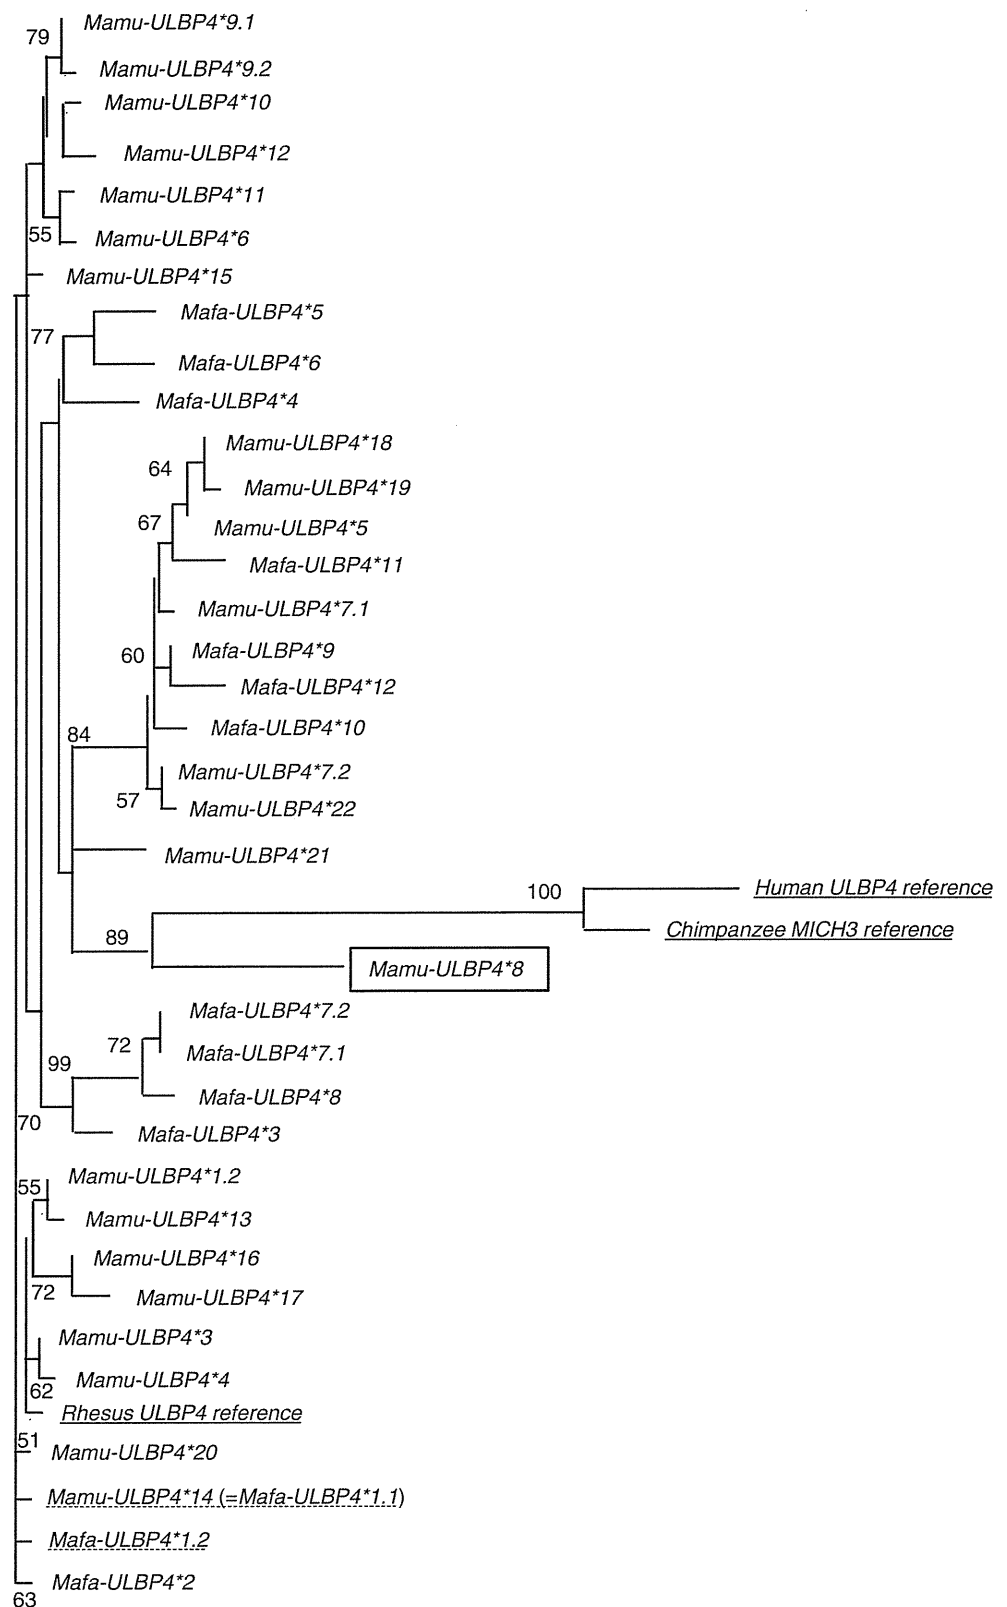 79
Mamu-ULBP4*9.1
Mamu-ULBP4*9.2
Mamu-ULBP4*10
Mamu-ULBP4*12
Mamu-ULBP4*11
55
Mamu-ULBP4*6
Mamu-ULBP4*15
Mafa-ULBP4*5
77
Mafa-ULBP4*6
Mafa-ULBP4*4
Mamu-ULBP4*18
64
Mamu-ULBP4*19
67
Mamu-ULBP4*5
Mafa-ULBP4*11
Mamu-ULBP4*7.1
60
Mafa-ULBP4*9
Mafa-ULBP4*12
Mafa-ULBP4*10
84
Mamu-ULBP4*7.2
57
Mamu-ULBP4*22
Mamu-ULBP4*21
100
Human ULBP4 reference
Chimpanzee MICH3 reference
89
Mamu-ULBP4*8
Mafa-ULBP4*7.2
72
Mafa-ULBP4*7.1
99
Mafa-ULBP4*8
70
Mafa-ULBP4*3
Mamu-ULBP4*1.2
55
Mamu-ULBP4*13
Mamu-ULBP4*16
72
Mamu-ULBP4*17
Mamu-ULBP4*3
Mamu-ULBP4*4
62
Rhesus ULBP4 reference
51
Mamu-ULBP4*20
Mamu-ULBP4*14 (=Mafa-ULBP4*1.1)
Mafa-ULBP4*1.2
Mafa-ULBP4*2
63